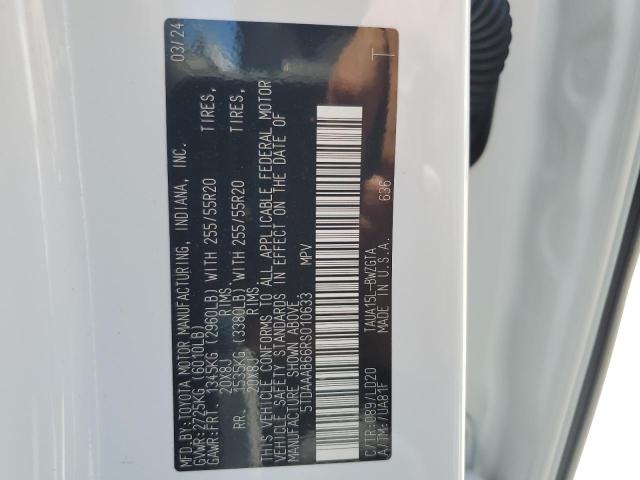 MFD.BY:TOYOTA MOTOR MANUFACTURING, INDIANA, INC. 03/24
GVWR:2725KG (6010LB)
GAWR:FRT. 1345KG (2960LB) WITH 255/55R20 TIRES,
20X8J RIMS,
RR. 1535KG (3380LB) WITH 255/55R20 TIRES,
20X8J RIMS
THIS VEHICLE CONFORMS TO ALL APPLICABLE FEDERAL MOTOR
VEHICLE SAFETY STANDARDS IN EFFECT ON THE DATE OF
MANUFACTURE SHOWN ABOVE.
5TDAAAB66RS010633 MPV
C/TR:089/LD20 TAUA15L-BWZGTA 636 T
A/TM:/UA81F MADE IN U.S.A.